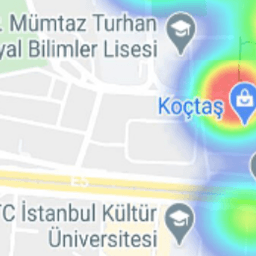 . Mümtaz Turhan
yal Bilimler Lisesi
Koçtaş
E5
TC İstanbul Kültür
Üniversitesi